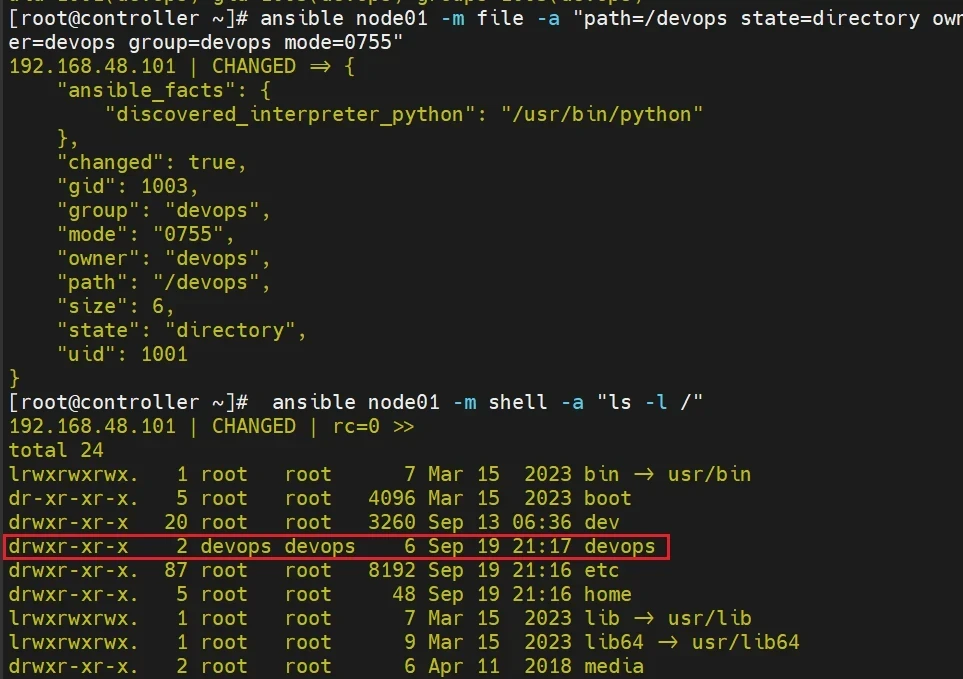 [root@controller ~]# ansible node01 -m file -a "path=/devops state=directory own
er=devops group=devops mode=0755"
192.168.48.101 | CHANGED => {
    "ansible_facts": {
        "discovered_interpreter_python": "/usr/bin/python"
    },
    "changed": true,
    "gid": 1003,
    "group": "devops",
    "mode": "0755",
    "owner": "devops",
    "path": "/devops",
    "size": 6,
    "state": "directory",
    "uid": 1001
}
[root@controller ~]#  ansible node01 -m shell -a "ls -l /"
192.168.48.101 | CHANGED | rc=0 >>
total 24
lrwxrwxrwx.   1 root   root      7 Mar 15  2023 bin -> usr/bin
dr-xr-xr-x.   5 root   root   4096 Mar 15  2023 boot
drwxr-xr-x   20 root   root   3260 Sep 13 06:36 dev
drwxr-xr-x    2 devops devops    6 Sep 19 21:17 devops
drwxr-xr-x.  87 root   root   8192 Sep 19 21:16 etc
drwxr-xr-x.   5 root   root     48 Sep 19 21:16 home
lrwxrwxrwx.   1 root   root      7 Mar 15  2023 lib -> usr/lib
lrwxrwxrwx.   1 root   root      9 Mar 15  2023 lib64 -> usr/lib64
drwxr-xr-x.   2 root   root      6 Apr 11  2018 media